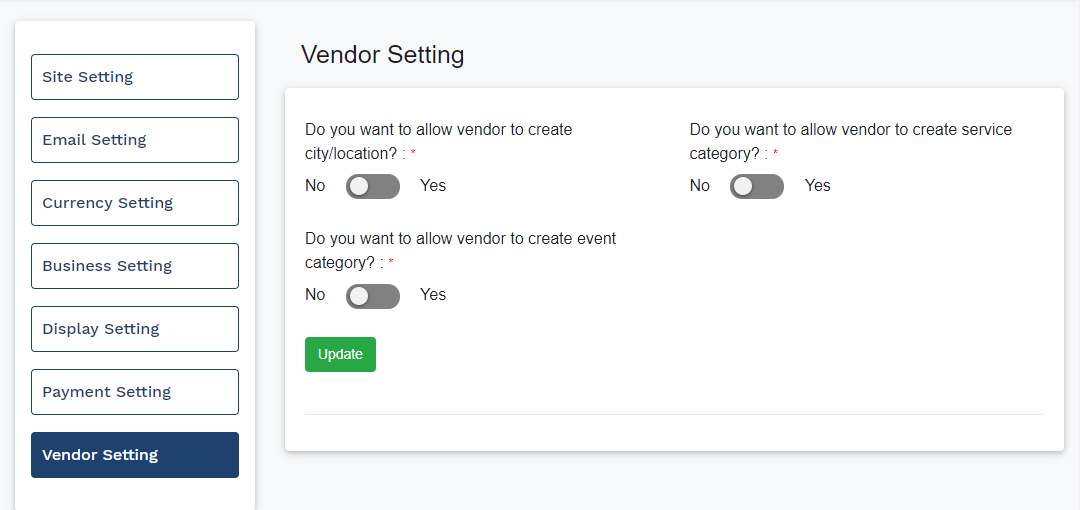 Site Setting
Email Setting
Currency Setting
Business Setting
Display Setting
Payment Setting
Vendor Setting
Vendor Setting
Do you want to allow vendor to create
city/location? : *
No Yes
Do you want to allow vendor to create service
category? : *
No Yes
Do you want to allow vendor to create event
category? : *
No Yes
Update